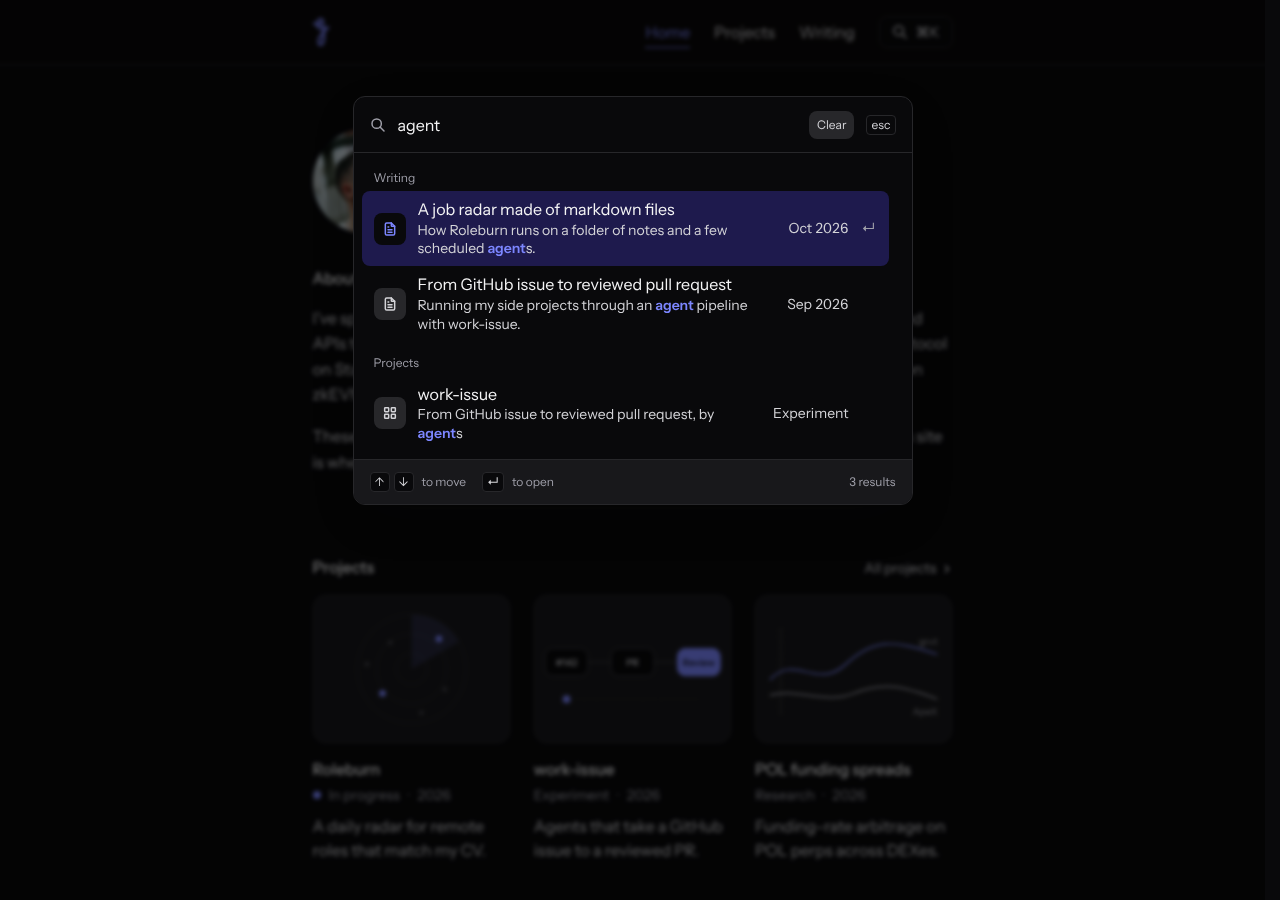 Home Projects Writing ⌘K
agent Clear esc
Writing
A job radar made of markdown files
How Roleburn runs on a folder of notes and a few
scheduled agents.
Oct 2026
From GitHub issue to reviewed pull request
Running my side projects through an agent pipeline
with work-issue.
Sep 2026
Projects
work-issue
From GitHub issue to reviewed pull request, by
agents
Experiment
to move to open 3 results
Projects All projects
PR Review
Roleburn
In progress · 2026
A daily radar for remote
roles that match my CV.
work-issue
Experiment · 2026
Agents that take a GitHub
issue to a reviewed PR.
POL funding spreads
Research · 2026
Funding-rate arbitrage on
POL perps across DEXes.